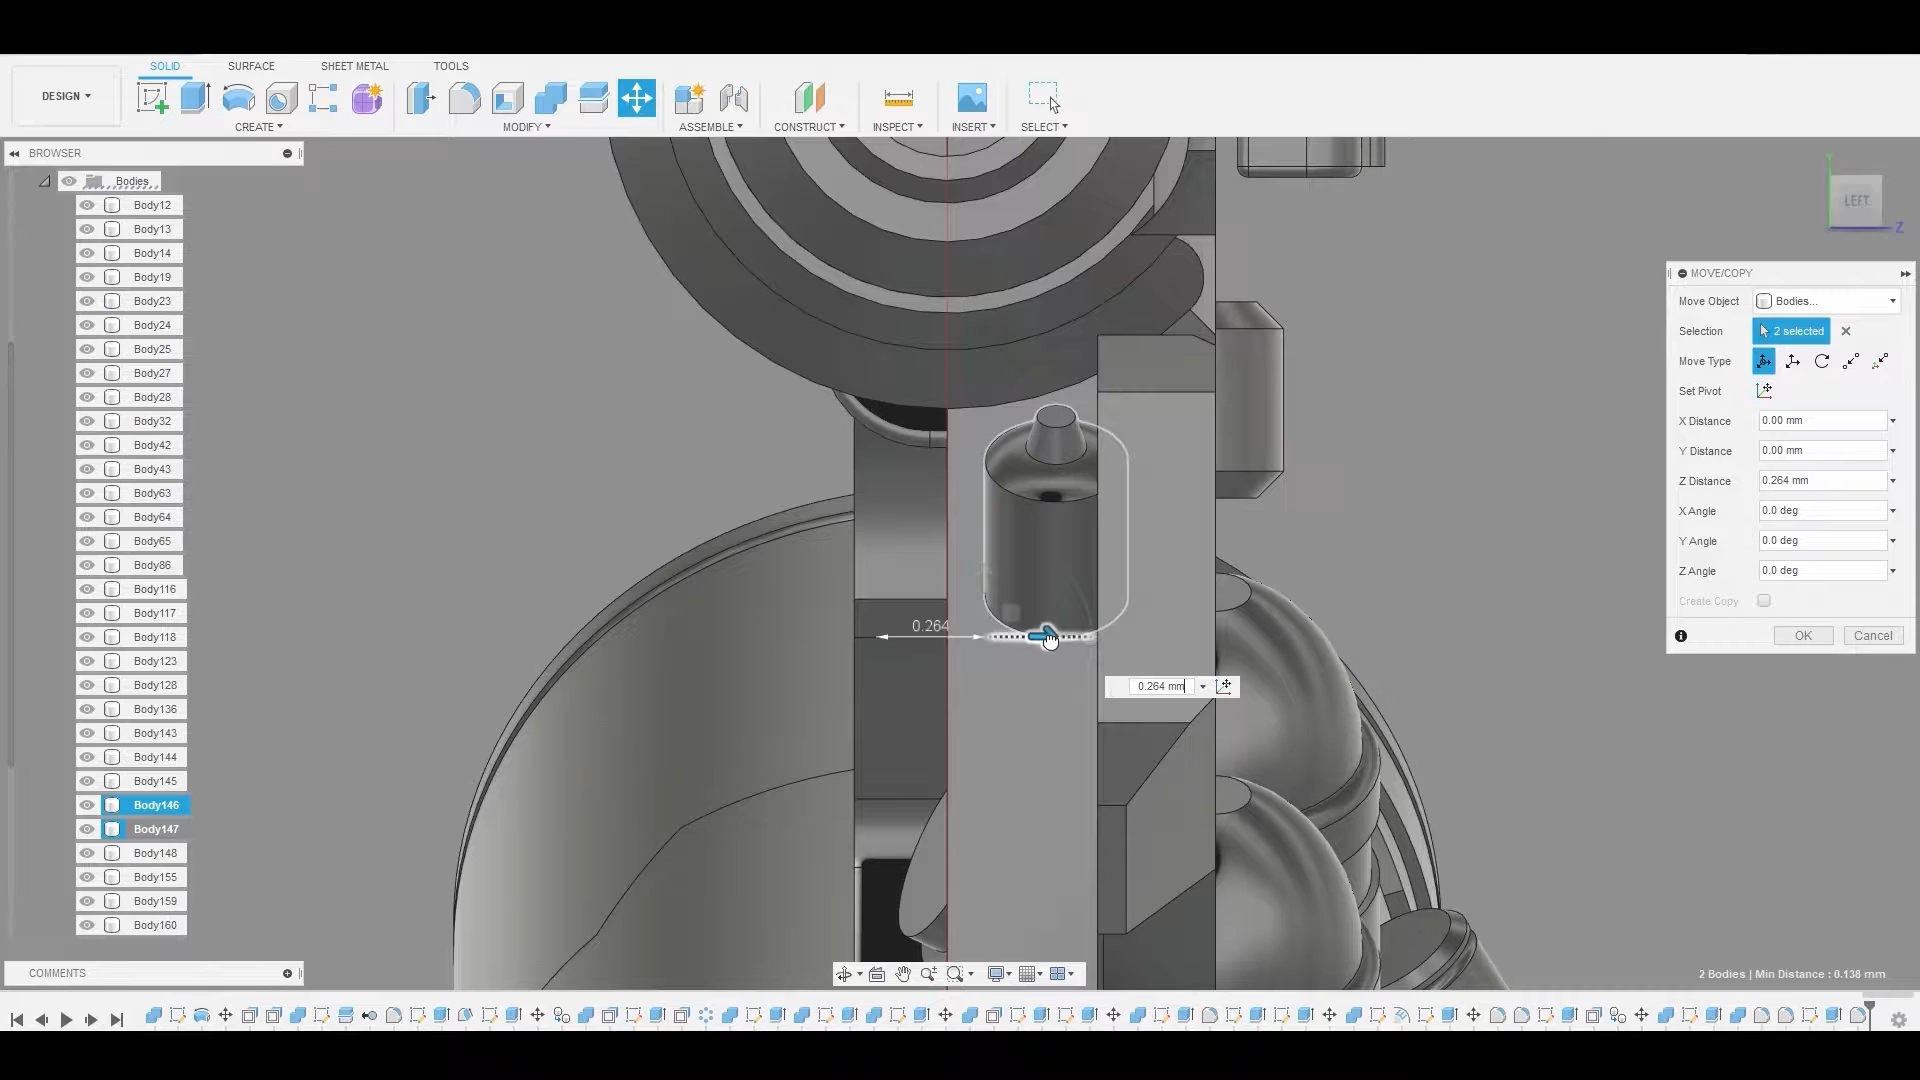 SOLID SURFACE SHEET METAL TOOLS
DESIGN
CREATE MODIFY ASSEMBLE CONSTRUCT INSPECT INSERT SELECT
BROWSER
Bodies
Body12
Body13
Body14
Body19
Body23
Body24
Body25
Body27
Body28
Body32
Body42
Body43
Body63
Body64
Body65
Body86
Body116
Body117
Body118
Body123
Body128
Body136
Body143
Body144
Body145
Body146
Body147
Body148
Body155
Body159
Body160
COMMENTS
0.264
0.264 mm
Y
LEFT
Z
MOVE/COPY
Move Object Bodies...
Selection 2 selected
Move Type
Set Pivot
X Distance 0.00 mm
Y Distance 0.00 mm
Z Distance 0.264 mm
X Angle 0.0 deg
Y Angle 0.0 deg
Z Angle 0.0 deg
Create Copy
OK Cancel
2 Bodies | Min Distance : 0.138 mm